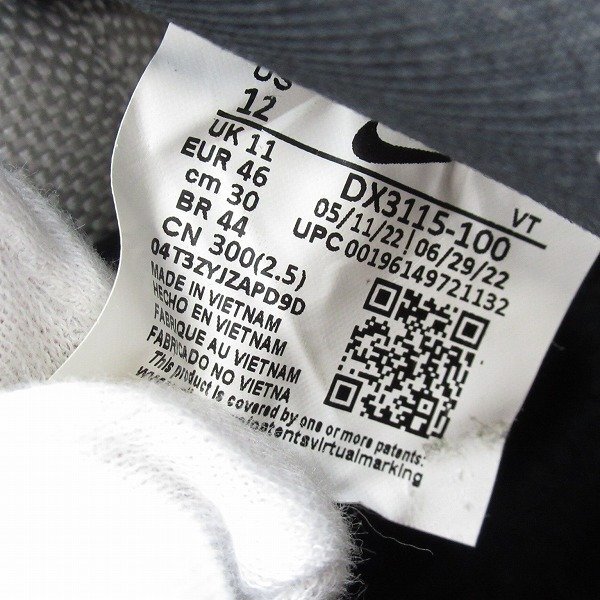 US
12
UK 11
EUR 46
cm 30
BR 44
CN 300(2.5)
04T3ZYJZAPD9D
MADE IN VIETNAM
HECHO EN VIETNAM
FABRIQUE AU VIETNAM
FABRICADO NO VIETNA
This product is covered by one or more patents:
VT
DX3115-100
05/11/22 | 06/29/22
UPC 00196149721132